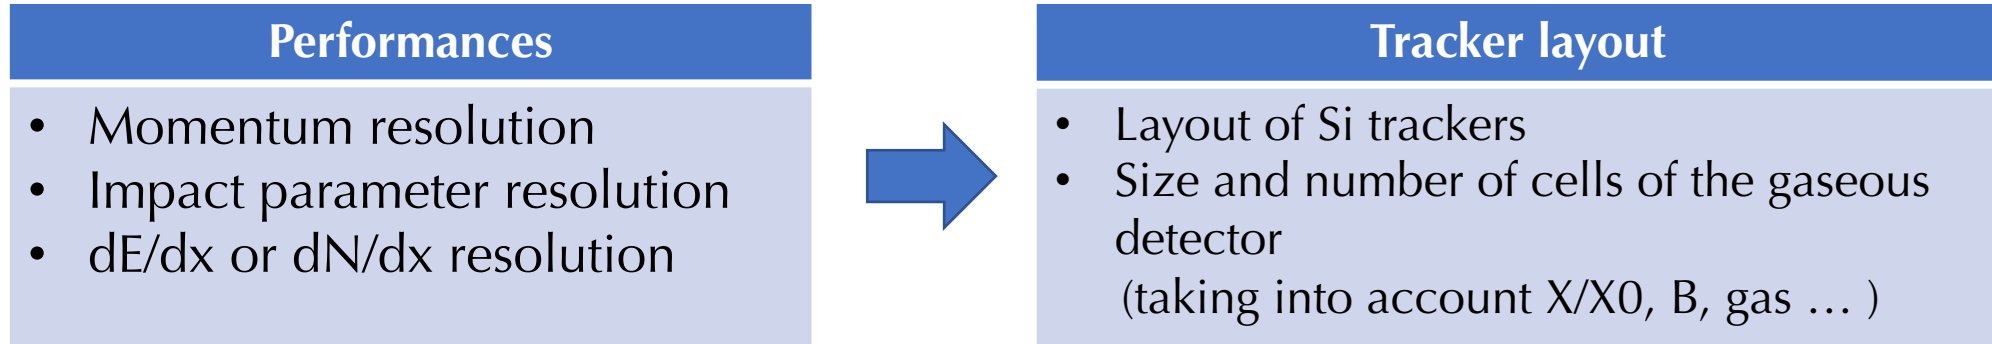 Performances
• Momentum resolution
• Impact parameter resolution
• dE/dx or dN/dx resolution
Tracker layout
• Layout of Si trackers
• Size and number of cells of the gaseous
detector
(taking into account X/X0, B, gas … )